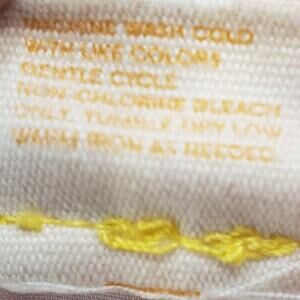 MACHINE WASH COLD
WITH LIKE COLORS
GENTLE CYCLE
NON-CHLORINE BLEACH
ONLY. TUMBLE DRY LOW
WARM IRON AS NEEDED.